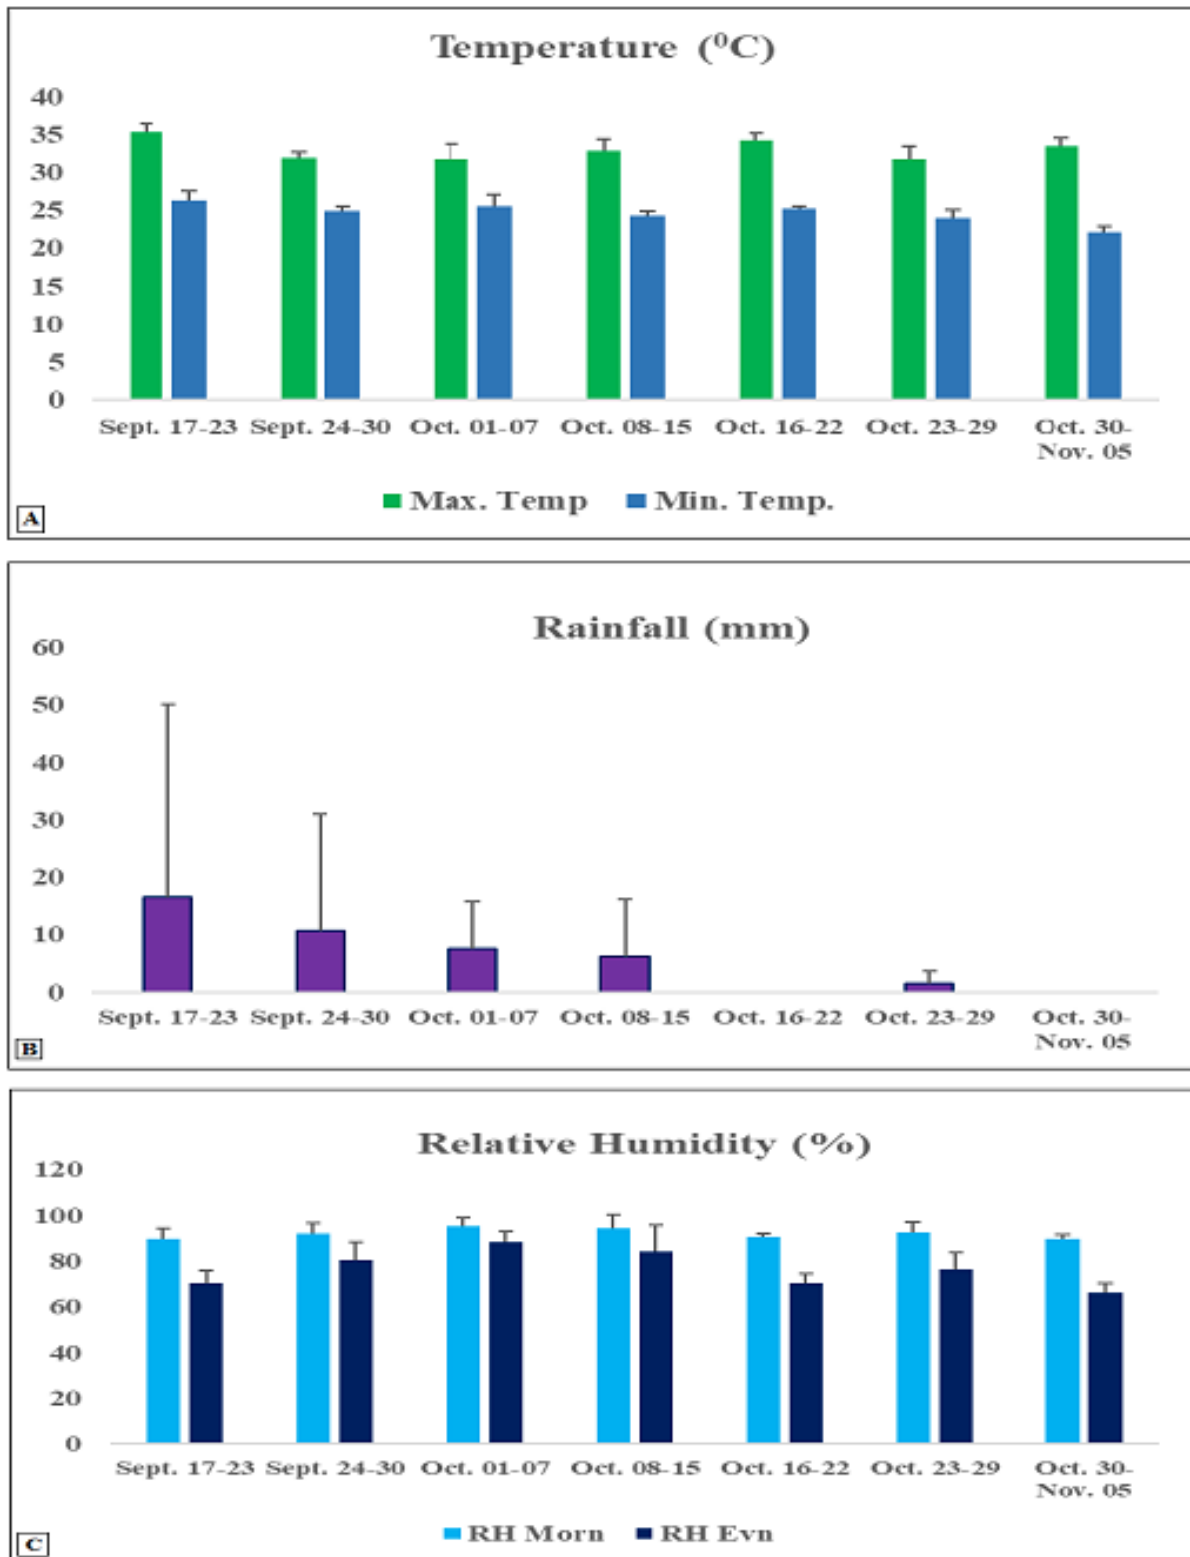 Temperature (⁰C)
40
35
30
25
20
15
10
5
0
Sept. 17-23 Sept. 24-30 Oct. 01-07 Oct. 08-15 Oct. 16-22 Oct. 23-29 Oct. 30-
Nov. 05
Max. Temp Min. Temp.
A
Rainfall (mm)
60
50
40
30
20
10
0
Sept. 17-23 Sept. 24-30 Oct. 01-07 Oct. 08-15 Oct. 16-22 Oct. 23-29 Oct. 30-
Nov. 05
B
Relative Humidity (%)
120
100
80
60
40
20
0
Sept. 17-23 Sept. 24-30 Oct. 01-07 Oct. 08-15 Oct. 16-22 Oct. 23-29 Oct. 30-
Nov. 05
RH Morn RH Evn
C